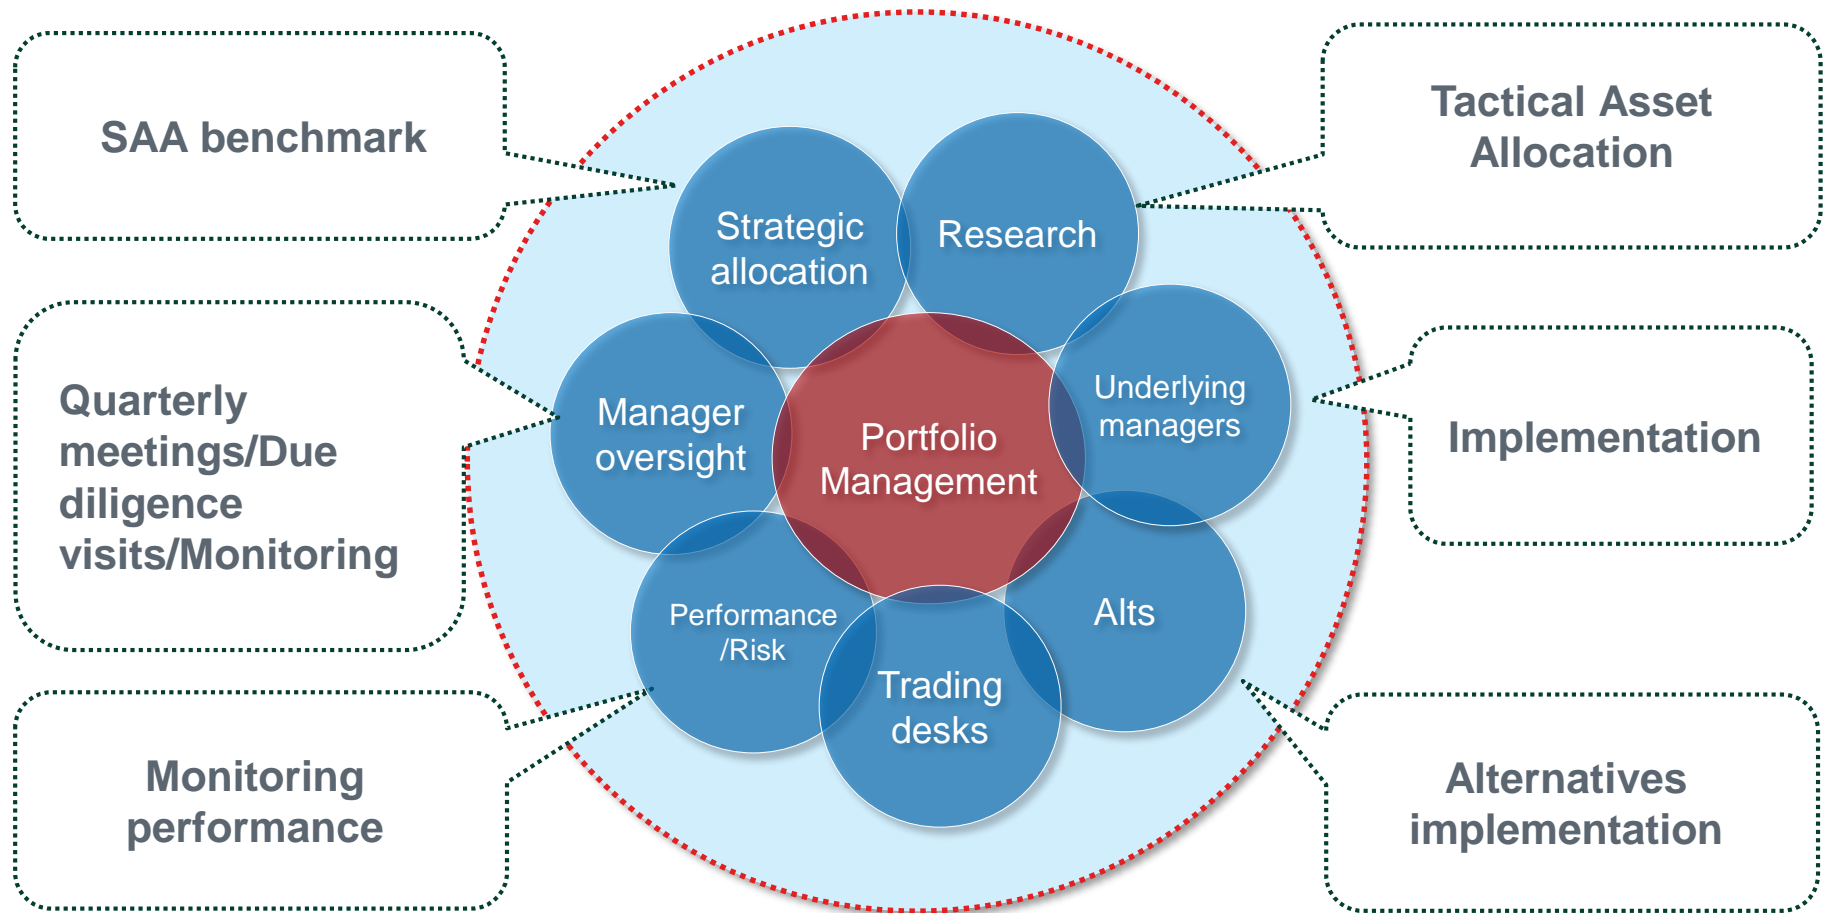 SAA benchmark
Tactical Asset
Allocation
Strategic
allocation
Research
Quarterly
meetings/Due
diligence
visits/Monitoring
Manager
oversight
Portfolio
Management
Underlying
managers
Implementation
Performance
/Risk
Trading
desks
Alts
Monitoring
performance
Alternatives
implementation